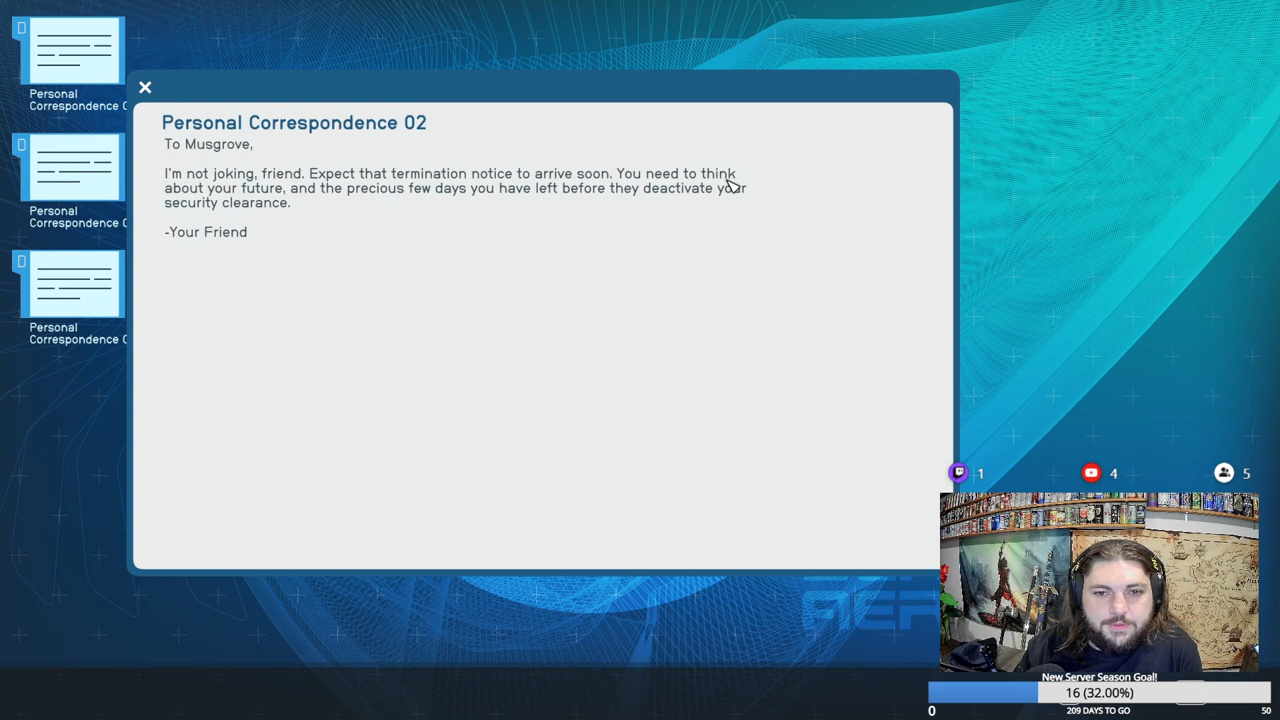 Personal
Correspondence 0
Personal
Correspondence 0
Personal
Correspondence 0
Personal Correspondence 02
To Musgrove,
I'm not joking, friend. Expect that termination notice to arrive soon. You need to think
about your future, and the precious few days you have left before they deactivate your
security clearance.
-Your Friend
1
4
5
New Server Season Goal!
16 (32.00%)
0
209 DAYS TO GO
50